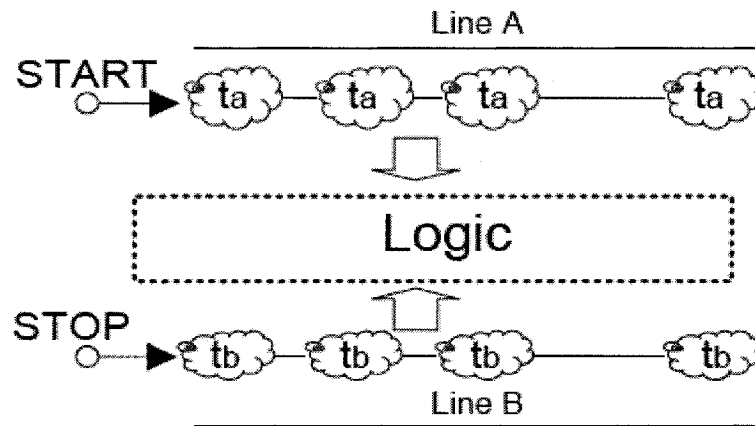 Line A
START
ta ta ta ta
Logic
STOP
tb tb tb tb
Line B